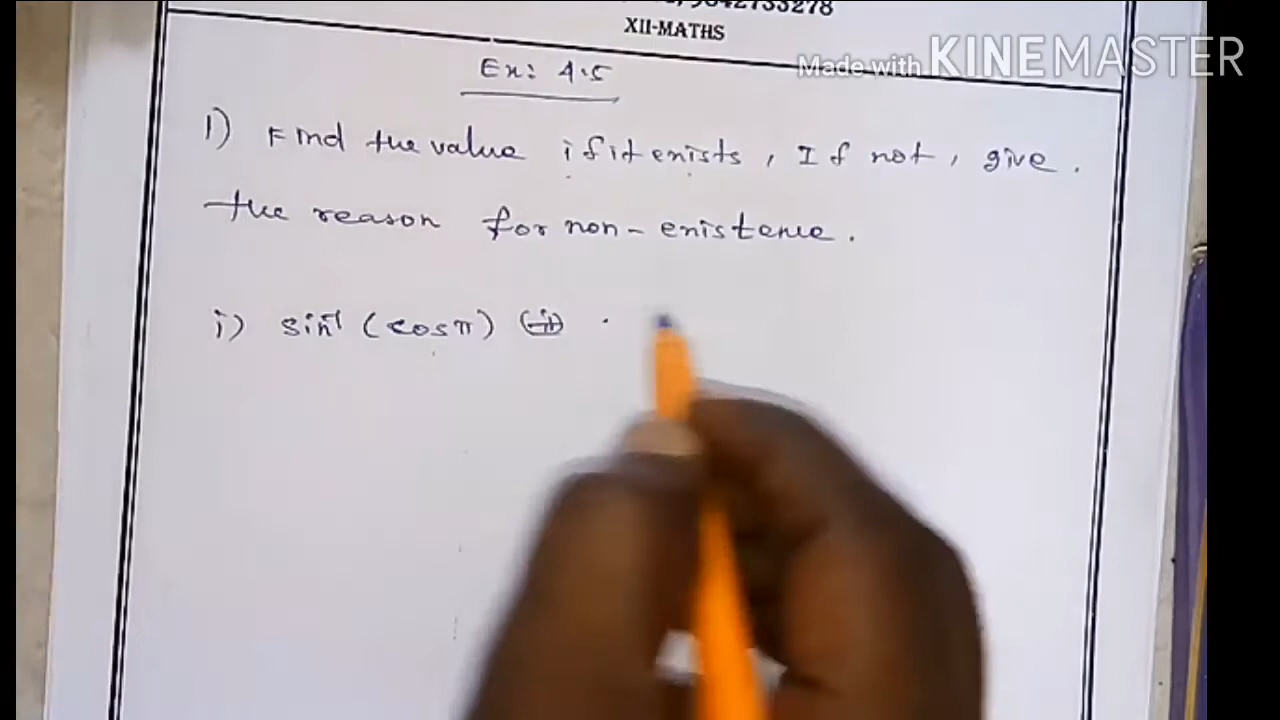 9842733278
XII-MATHS
Made with KINEMASTER
Ex: 4.5
1) Find the value if it exists, If not, give
the reason for non-existence.
i) sin⁻¹ (cos π)